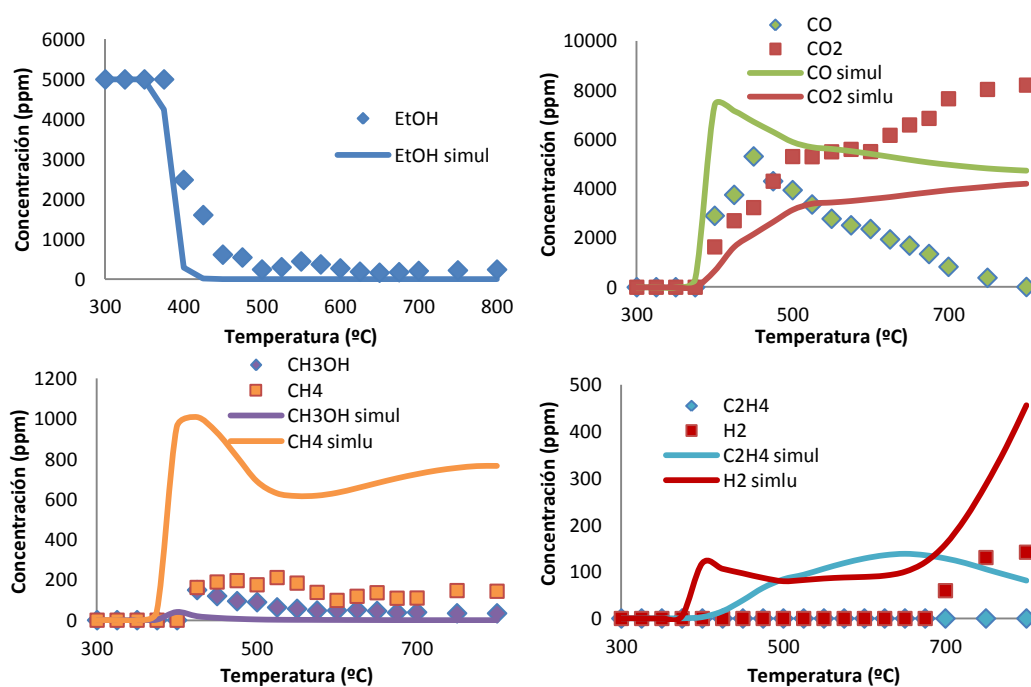 Concentración (ppm)
6000
5000
4000
3000
2000
1000
0
300 400 500 600 700 800
Temperatura (ºC)
EtOH
EtOH simul
CO
CO2
CO simul
CO2 simlu
Concentración (ppm)
10000
8000
6000
4000
2000
0
300 500 700
Temperatura (ºC)
CH3OH
CH4
CH3OH simul
CH4 simlu
Concentración (ppm)
1200
1000
800
600
400
200
0
300 500 700
Temperatura (ºC)
C2H4
H2
C2H4 simul
H2 simlu
Concentración (ppm)
500
400
300
200
100
0
300 500 700
Temperatura (ºC)